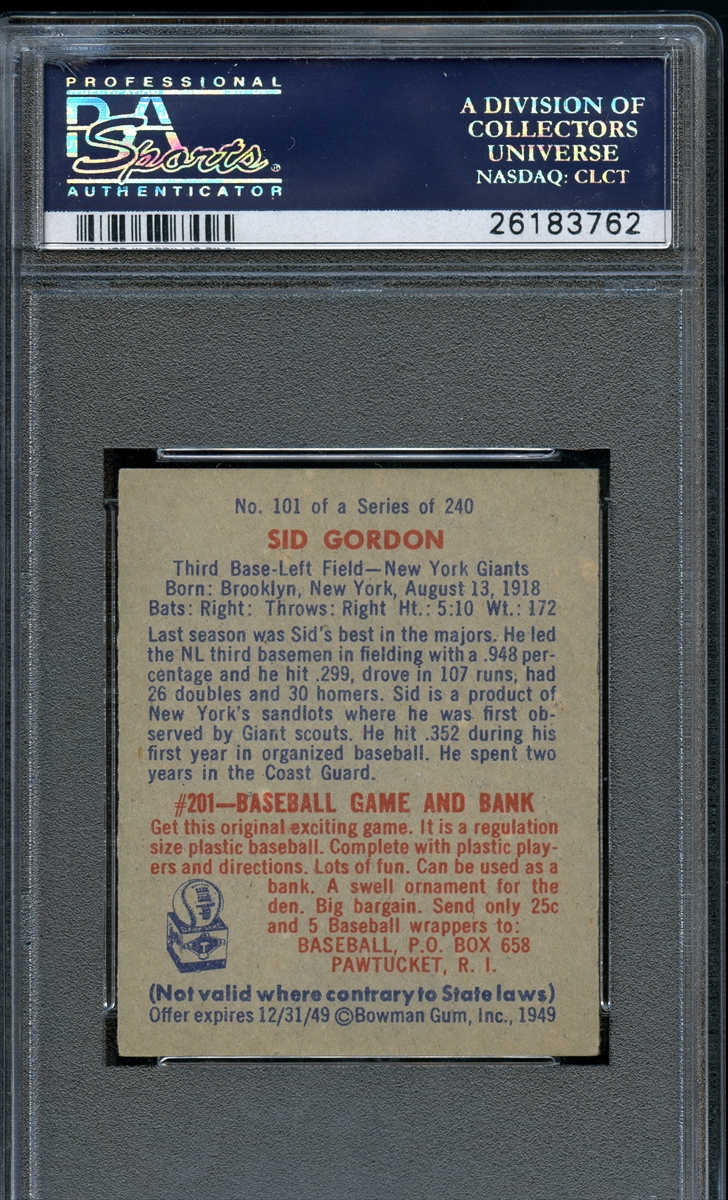 PROFESSIONAL
PSA
Sports
AUTHENTICATOR
A DIVISION OF
COLLECTORS
UNIVERSE
NASDAQ: CLCT
26183762
No. 101 of a Series of 240
SID GORDON
Third Base-Left Field—New York Giants
Born: Brooklyn, New York, August 13, 1918
Bats: Right: Throws: Right Ht.: 5:10 Wt.: 172
Last season was Sid's best in the majors. He led
the NL third basemen in fielding with a .948 per-
centage and he hit .299, drove in 107 runs, had
26 doubles and 30 homers. Sid is a product of
New York's sandlots where he was first ob-
served by Giant scouts. He hit .352 during his
first year in organized baseball. He spent two
years in the Coast Guard.
#201—BASEBALL GAME AND BANK
Get this original exciting game. It is a regulation
size plastic baseball. Complete with plastic play-
ers and directions. Lots of fun. Can be used as a
bank. A swell ornament for the
den. Big bargain. Send only 25c
and 5 Baseball wrappers to:
BASEBALL, P.O. BOX 658
PAWTUCKET, R. I.
(Not valid where contrary to State laws)
Offer expires 12/31/49 ©Bowman Gum, Inc., 1949